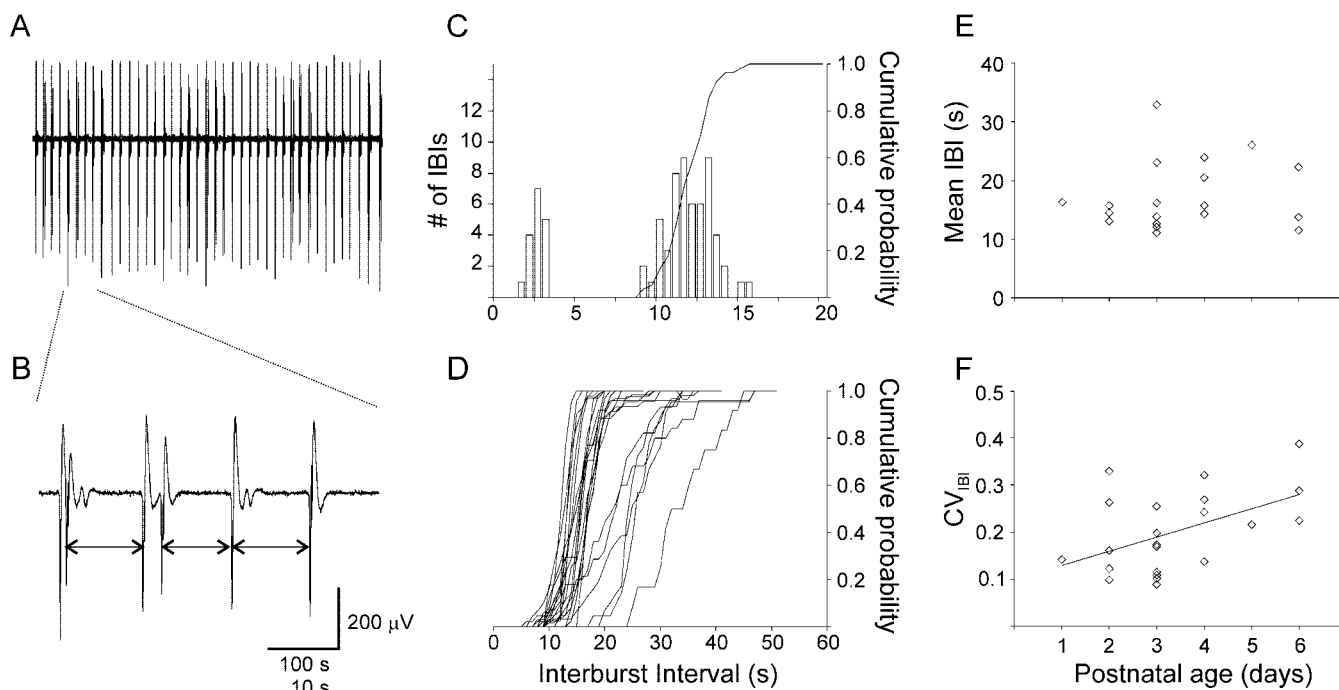 A
B
200 μV
100 s
10 s
C
# of IBIs
12
10
8
6
4
2
1.0
0.8
0.6
0.4
0.2
Cumulative probability
0 5 10 15 20
D
1.0
0.8
0.6
0.4
0.2
Cumulative probability
0 10 20 30 40 50 60
Interburst Interval (s)
E
Mean IBI (s)
40
30
20
10
0
F
CV_IBI
0.5
0.4
0.3
0.2
0.1
1 2 3 4 5 6
Postnatal age (days)